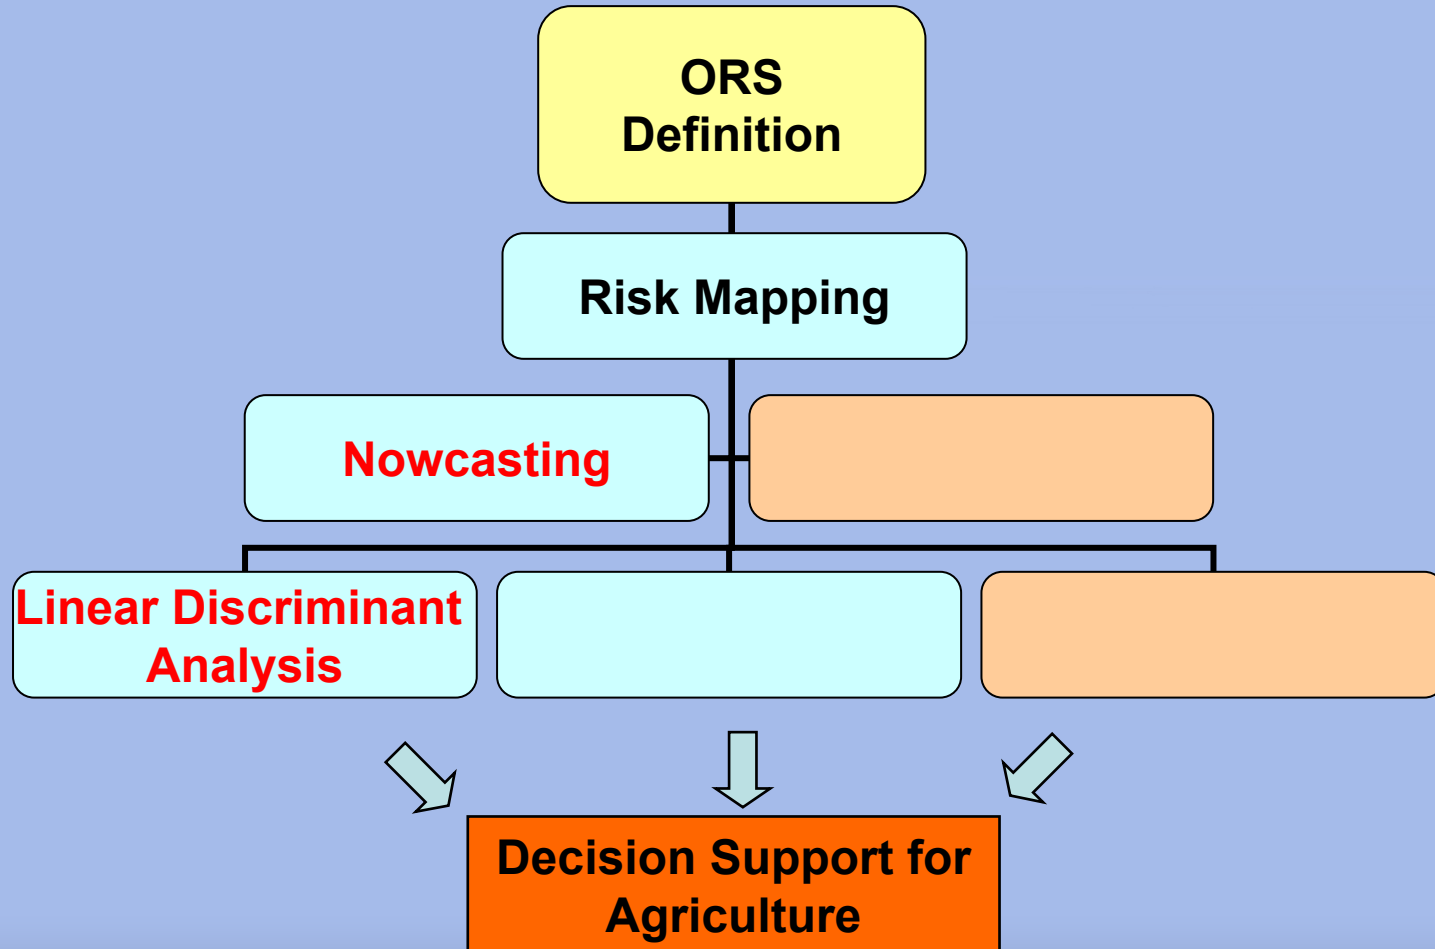 ORS
Definition
Risk Mapping
Nowcasting
Linear Discriminant
Analysis
Decision Support for
Agriculture